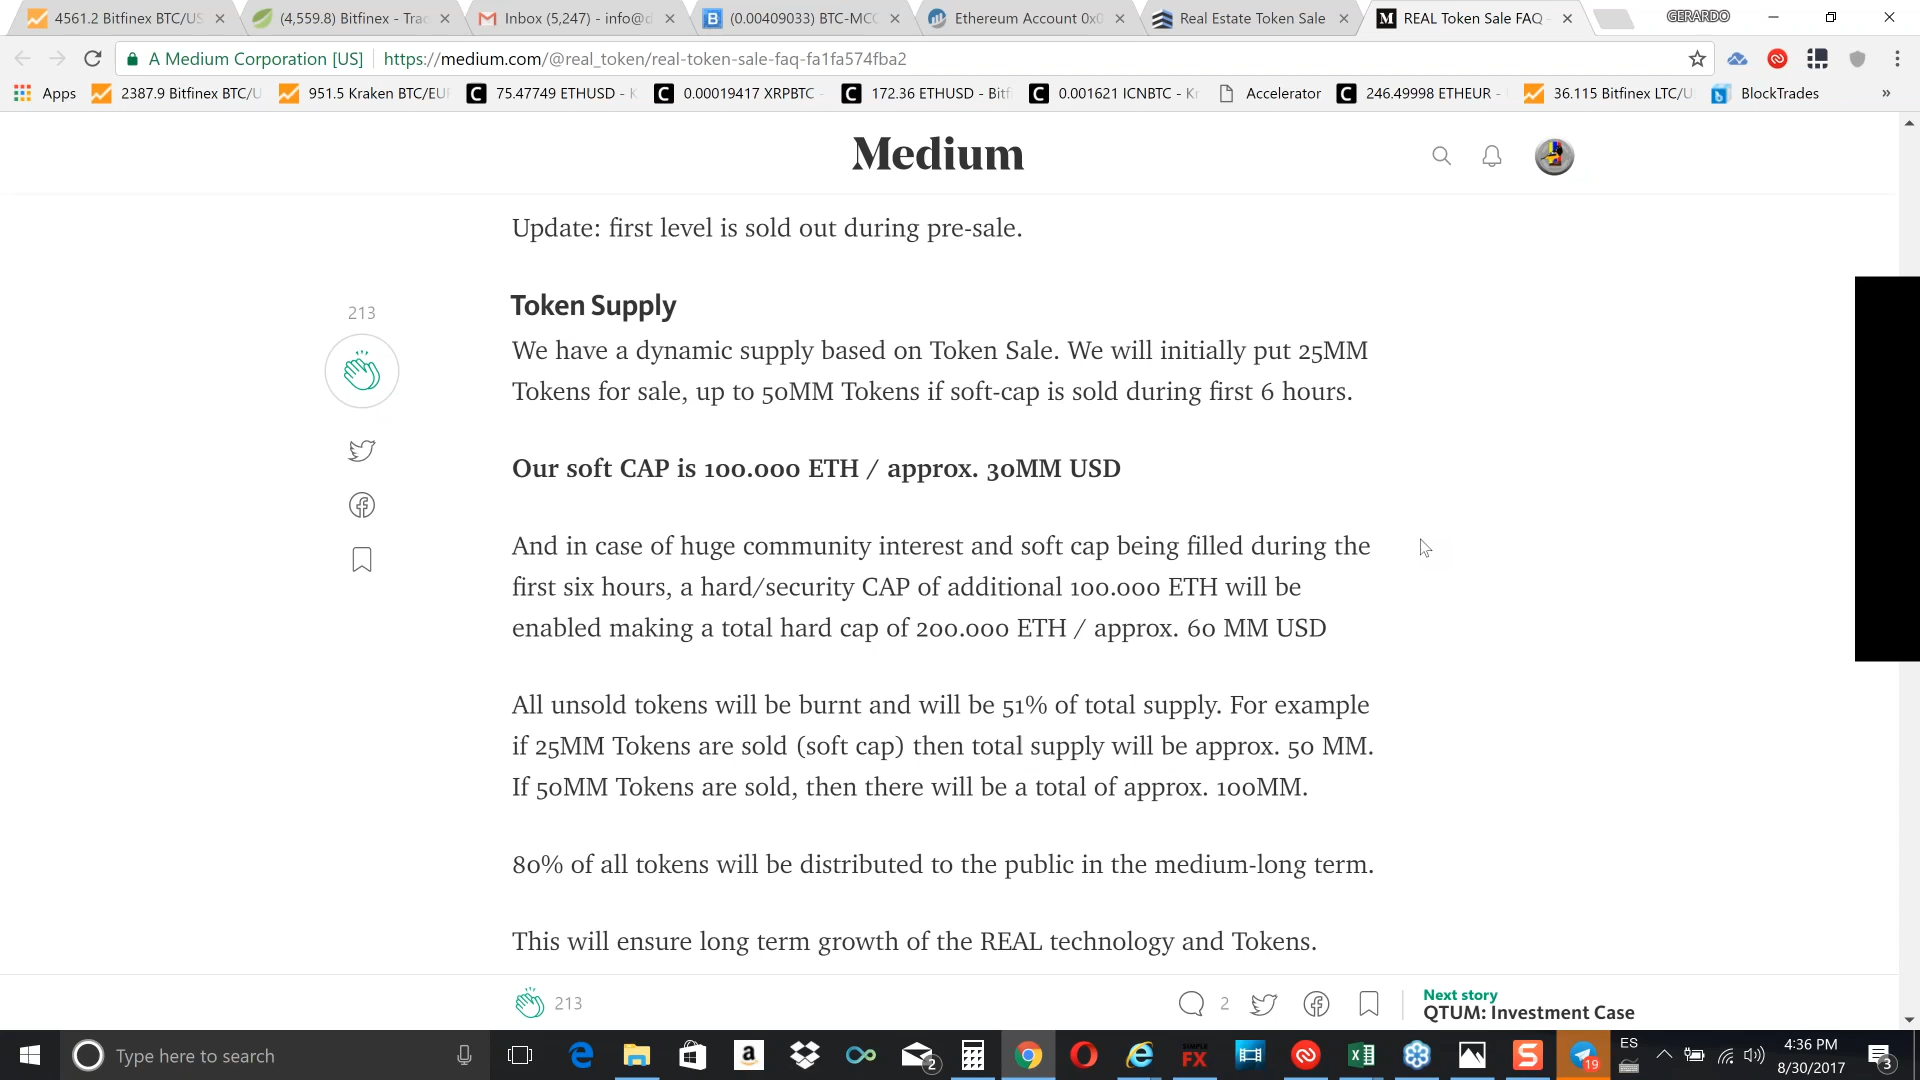 4561.2 Bitfinex BTC/US
(4,559.8) Bitfinex - Trac
Inbox (5,247) - info@d
(0.00409033) BTC-MCO
Ethereum Account 0x0
Real Estate Token Sale
REAL Token Sale FAQ
GERARDO
A Medium Corporation [US]
https://medium.com/@real_token/real-token-sale-faq-fa1fa574fba2
Apps
2387.9 Bitfinex BTC/U
951.5 Kraken BTC/EUR
75.47749 ETHUSD - K
0.00019417 XRPBTC -
172.36 ETHUSD - Bitf
0.001621 ICNBTC - Kr
Accelerator
246.49998 ETHEUR -
36.115 Bitfinex LTC/U
BlockTrades
»
Medium
Update: first level is sold out during pre-sale.
213
Token Supply
We have a dynamic supply based on Token Sale. We will initially put 25MM
Tokens for sale, up to 50MM Tokens if soft-cap is sold during first 6 hours.
Our soft CAP is 100.000 ETH / approx. 30MM USD
And in case of huge community interest and soft cap being filled during the
first six hours, a hard/security CAP of additional 100.000 ETH will be
enabled making a total hard cap of 200.000 ETH / approx. 60 MM USD
All unsold tokens will be burnt and will be 51% of total supply. For example
if 25MM Tokens are sold (soft cap) then total supply will be approx. 50 MM.
If 50MM Tokens are sold, then there will be a total of approx. 100MM.
80% of all tokens will be distributed to the public in the medium-long term.
This will ensure long term growth of the REAL technology and Tokens.
213
2
Next story
QTUM: Investment Case
Type here to search
2
SIMPLE
FX
19
ES
4:36 PM
8/30/2017
3